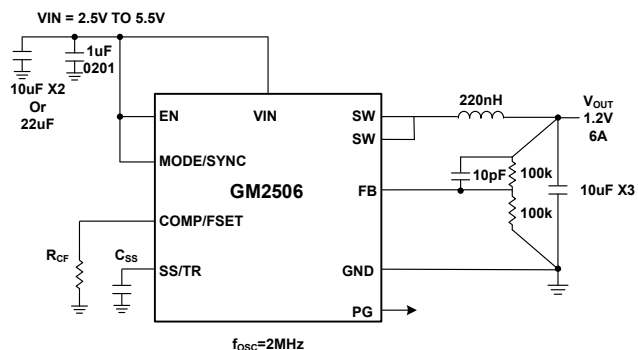 VIN = 2.5V TO 5.5V
1uF
0201
10uF X2
Or
22uF
EN
VIN
SW
SW
220nH
VOUT
1.2V
6A
MODE/SYNC
GM2506
10pF
100k
FB
10uF X3
COMP/FSET
100k
RCF
CSS
SS/TR
GND
PG
fOSC=2MHz